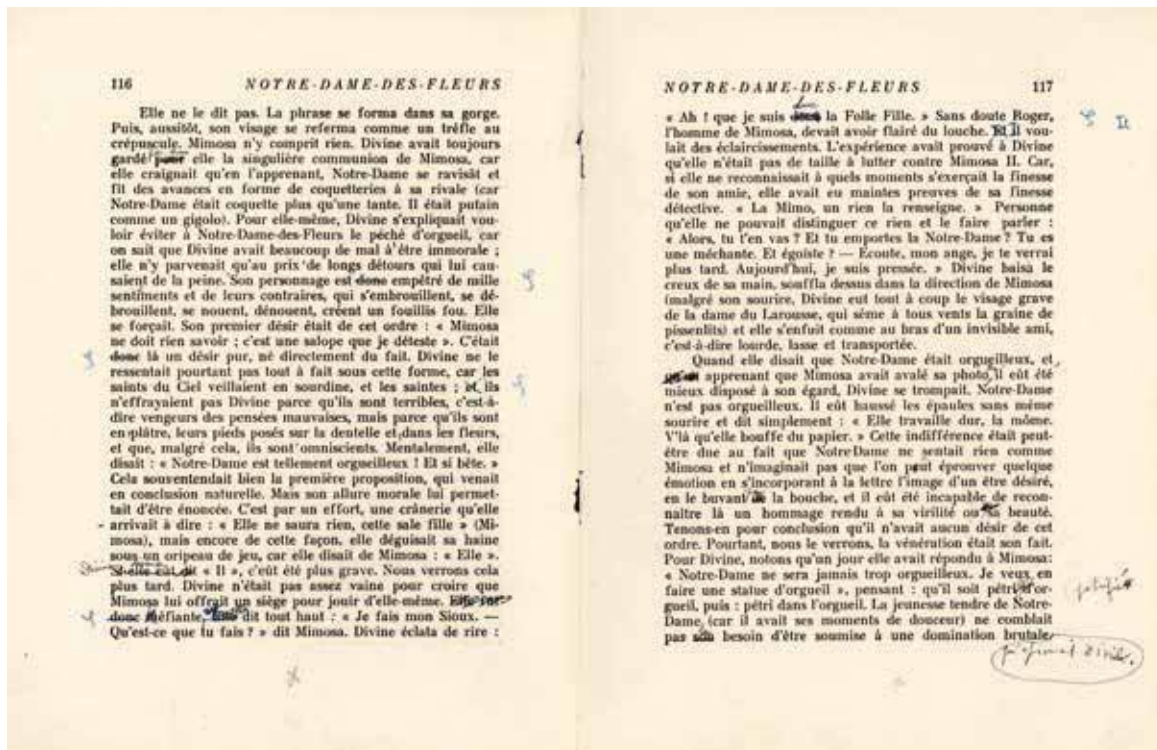 116 NOTRE-DAME-DES-FLEURS
Elle ne le dit pas. La phrase se forma dans sa gorge.
Puis, aussitôt, son visage se referma comme un trèfle au
crépuscule. Mimosa n'y comprit rien. Divine avait toujours
gardé pour elle la singulière communion de Mimosa, car
elle craignait qu'en l'apprenant, Notre-Dame se ravisât et
fit des avances en forme de coquetteries à sa rivale (car
Notre-Dame était coquette plus qu'une tante. Il était putain
comme un gigolo). Pour elle-même, Divine s'expliquait vou-
loir éviter à Notre-Dame-des-Fleurs le péché d'orgueil, car
on sait que Divine avait beaucoup de mal à être immorale ;
elle n'y parvenait qu'au prix de longs détours qui lui cau-
saient de la peine. Son personnage est donc empêtré de mille
sentiments et de leurs contraires, qui s'embrouillent, se dé-
brouillent, se nouent, dénouent, créent un fouillis fou. Elle
se forçait. Son premier désir était de cet ordre : « Mimosa
ne doit rien savoir ; c'est une salope que je déteste ». C'était
donc là un désir pur, né directement du fait. Divine ne le
ressentait pourtant pas tout à fait sous cette forme, car les
saints du Ciel veillaient en sourdine, et les saintes ; et ils
n'effrayaient pas Divine parce qu'ils sont terribles, c'est-à-
dire vengeurs des pensées mauvaises, mais parce qu'ils sont
en plâtre, leurs pieds posés sur la dentelle et dans les fleurs,
et que, malgré cela, ils sont omniscients. Mentalement, elle
disait : « Notre-Dame est tellement orgueilleux ! Et si bête. »
Cela sous-entendait bien la première proposition, qui venait
en conclusion naturelle. Mais son allure morale lui permet-
tait d'être énoncée. C'est par un effort, une crânerie qu'elle
arrivait à dire : « Elle ne saura rien, cette sale fille » (Mi-
mosa), mais encore de cette façon, elle déguisait sa haine
sous un oripeau de jeu, car elle disait de Mimosa : « Elle ».
Si elle eût dit « Il », c'eût été plus grave. Nous verrons cela
plus tard. Divine n'était pas assez vaine pour croire que
Mimosa lui offrait un siège pour jouir d'elle-même.
donc méfiante, dit tout haut : « Je fais mon Sioux. —
Qu'est-ce que tu fais ? » dit Mimosa. Divine éclata de rire :
NOTRE-DAME-DES-FLEURS 117
« Ah ! que je suis la Folle Fille. » Sans doute Roger,
l'homme de Mimosa, devait avoir flairé du louche. Et Il vou-
lait des éclaircissements. L'expérience avait prouvé à Divine
qu'elle n'était pas de taille à lutter contre Mimosa II. Car,
si elle ne reconnaissait à quels moments s'exerçait la finesse
de son amie, elle avait eu maintes preuves de sa finesse
détective. « La Mimo, un rien la renseigne. » Personne
qu'elle ne pouvait distinguer ce rien et le faire parler :
« Alors, tu t'en vas ? Et tu emportes la Notre-Dame ? Tu es
une méchante. Et égoïste ? — Ecoute, mon ange, je te verrai
plus tard. Aujourd'hui, je suis pressée. » Divine baisa le
creux de sa main, souffla dessus dans la direction de Mimosa
(malgré son sourire, Divine eut tout à coup le visage grave
de la dame du Larousse, qui sème à tous vents la graine de
pissenlits) et elle s'enfuit comme au bras d'un invisible ami,
c'est-à-dire lourde, lasse et transportée.
Quand elle disait que Notre-Dame était orgueilleux, et
apprenant que Mimosa avait avalé sa photo, il eût été
mieux disposé à son égard, Divine se trompait. Notre-Dame
n'est pas orgueilleux. Il eût haussé les épaules sans même
sourire et dit simplement : « Elle travaille dur, la môme.
V'là qu'elle bouffe du papier. » Cette indifférence était peut-
être due au fait que Notre-Dame ne sentait rien comme
Mimosa et n'imaginait pas que l'on peut éprouver quelque
émotion en s'incorporant à la lettre l'image d'un être désiré,
en le buvant la bouche, et il eût été incapable de recon-
naître là un hommage rendu à sa virilité ou sa beauté.
Tenons-en pour conclusion qu'il n'avait aucun désir de cet
ordre. Pourtant, nous le verrons, la vénération était son fait.
Pour Divine, notons qu'un jour elle avait répondu à Mimosa :
« Notre-Dame ne sera jamais trop orgueilleux. Je veux en
faire une statue d'orgueil », pensant : qu'il soit pétri d'or-
gueil, puis : pétri dans l'orgueil. La jeunesse tendre de Notre-
Dame, (car il avait ses moments de douceur) ne comblait
pas son besoin d'être soumise à une domination brutale